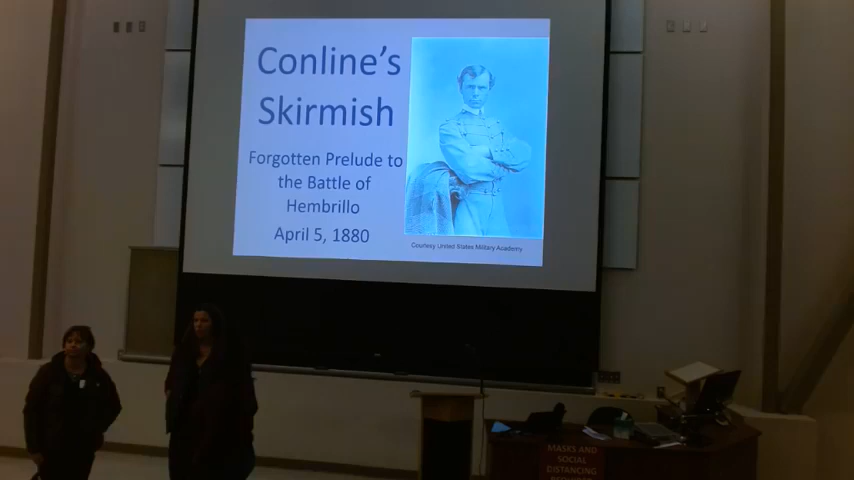 Conline's
Skirmish
Forgotten Prelude to
the Battle of
Hembrillo
April 5, 1880
Courtesy United States Military Academy
MASKS AND
SOCIAL
DISTANCING
REQUIRED